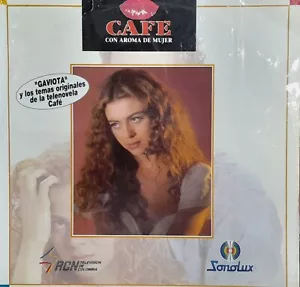 CAFE
CON AROMA DE MUJER
"GAVIOTA"
y los temas originales
de la telenovela
Café
RCN TELEVISION
DE
COLOMBIA
Sonolux